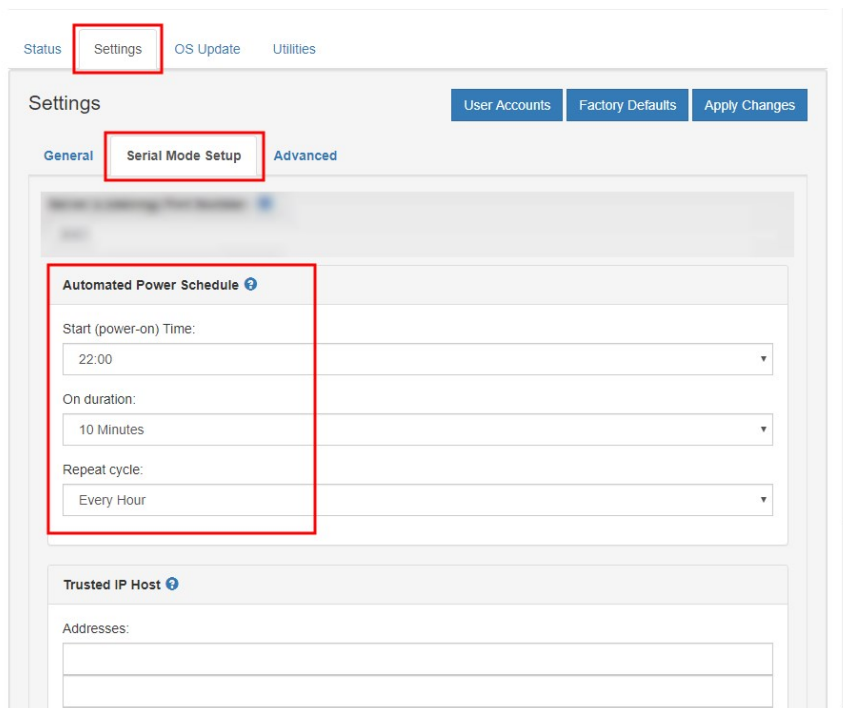 Status Settings OS Update Utilities
Settings User Accounts Factory Defaults Apply Changes
General Serial Mode Setup Advanced
Automated Power Schedule ?
Start (power-on) Time:
22:00
On duration:
10 Minutes
Repeat cycle:
Every Hour
Trusted IP Host ?
Addresses: